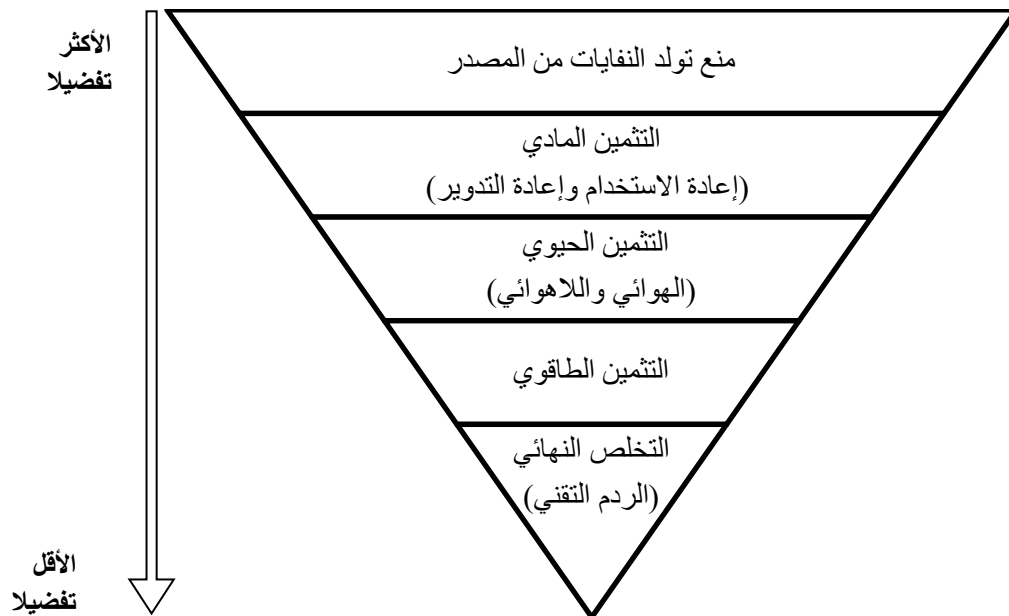 الأكثر
تفضيلا
منع تولد النفايات من المصدر
التثمين المادي
(إعادة الاستخدام وإعادة التدوير)
التثمين الحيوي
(الهوائي واللاهوائي)
التثمين الطاقوي
التخلص النهائي
(الردم التقني)
الأقل
تفضيلا